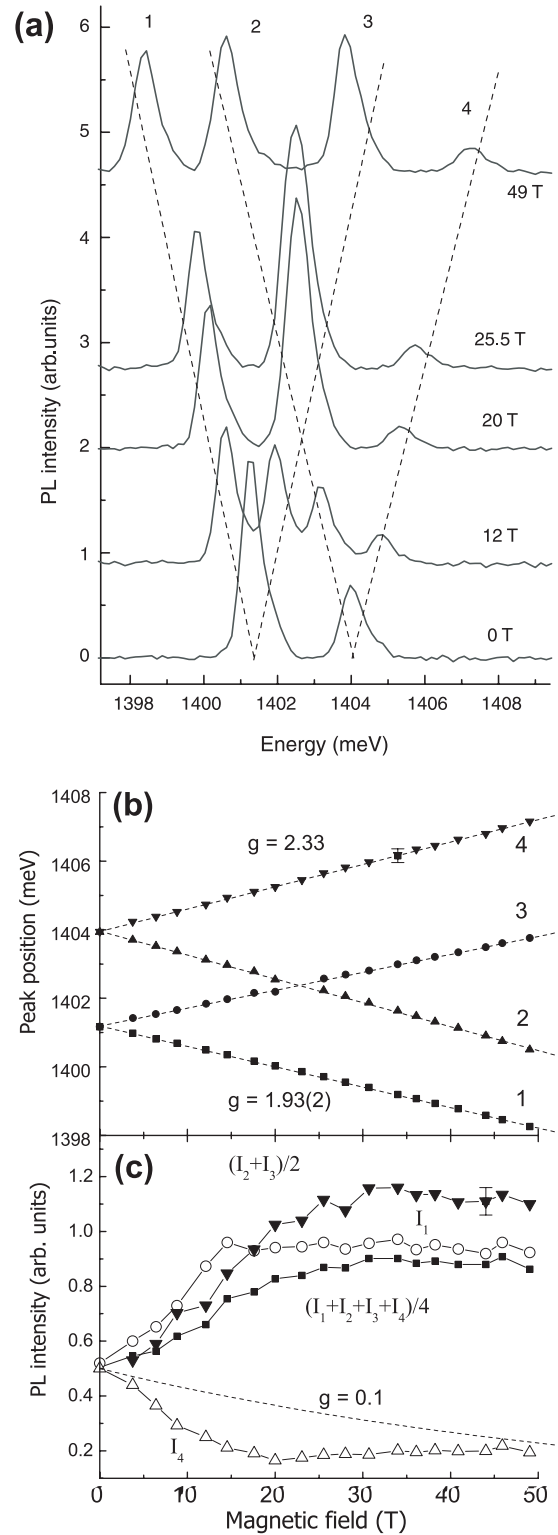 (a)
1 2 3
4
6
5
4
3
2
1
0
PL intensity (arb.units)
49 T
25.5 T
20 T
12 T
0 T
1398 1400 1402 1404 1406 1408
Energy (meV)
(b)
1408
1406
1404
1402
1400
1398
Peak position (meV)
g = 2.33
4
3
2
1
g = 1.93(2)
(c)
1.2
1.0
0.8
0.6
0.4
0.2
PL intensity (arb. units)
(I2+I3)/2
I1
(I1+I2+I3+I4)/4
g = 0.1
I4
0 10 20 30 40 50
Magnetic field (T)